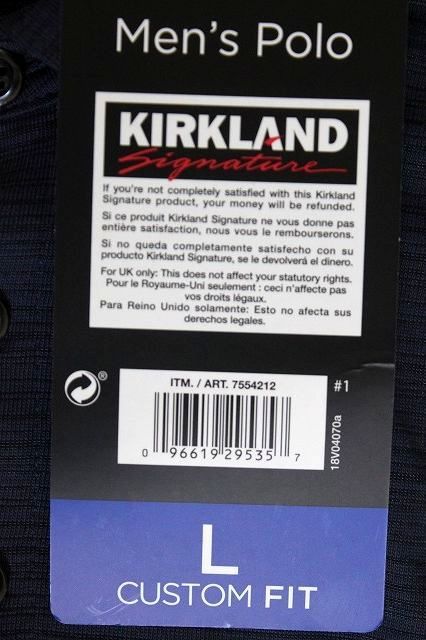 Men's Polo
KIRKLAND
Signature
If you're not completely satisfied with this Kirkland
Signature product, your money will be refunded.
Si ce produit Kirkland Signature ne vous donne pas
entière satisfaction, nous vous le rembourserons.
Si no queda completamente satisfecho con su
producto Kirkland Signature, se le devolverá el dinero.
For UK only: This does not affect your statutory rights.
Pour le Royaume-Uni seulement : ceci n'affecte pas
vos droits légaux.
Para Reino Unido solamente: Esto no afecta sus
derechos legales.
®
ITM. / ART. 7554212
0 96619 29535 7
#1
18V04070a
L
CUSTOM FIT